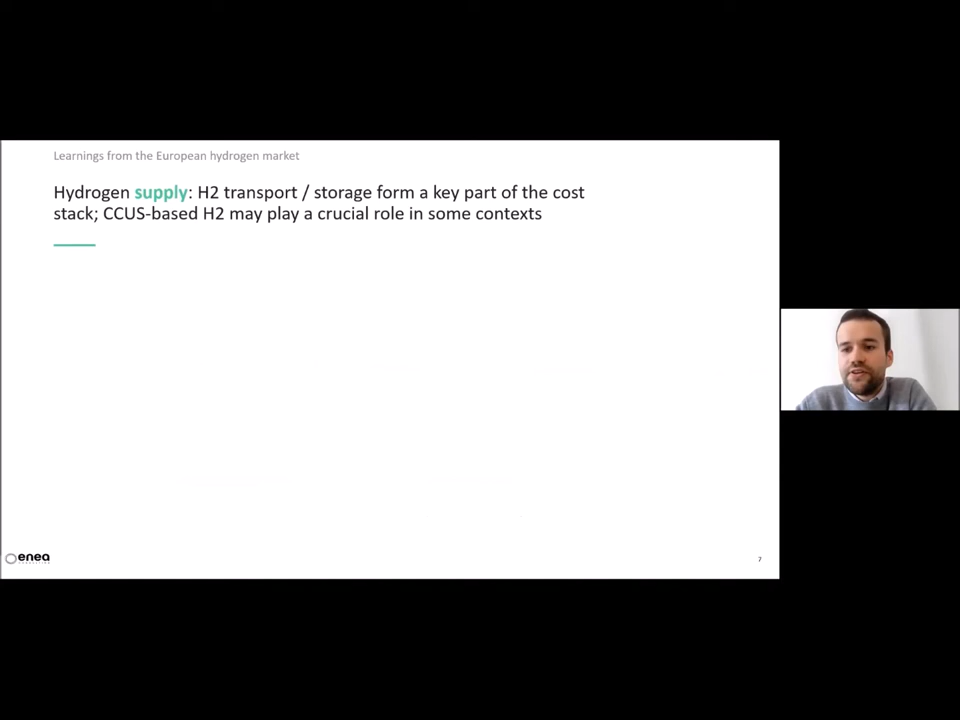 Learnings from the European hydrogen market
Hydrogen supply: H2 transport / storage form a key part of the cost
stack; CCUS-based H2 may play a crucial role in some contexts
enea
7